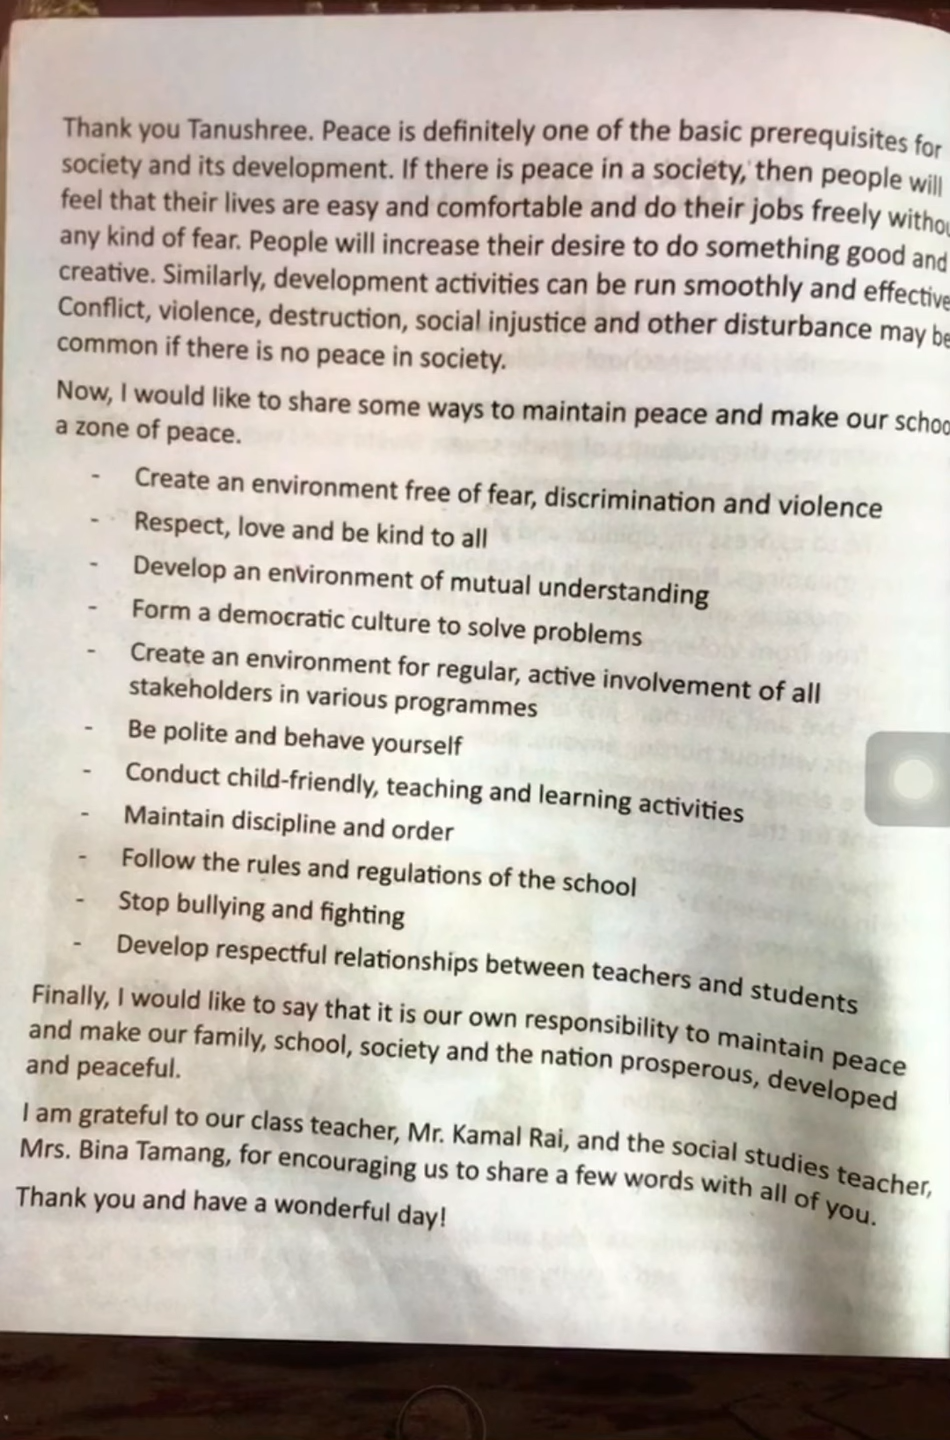 Thank you Tanushree. Peace is definitely one of the basic prerequisites for
society and its development. If there is peace in a society, then people will
feel that their lives are easy and comfortable and do their jobs freely withou
any kind of fear. People will increase their desire to do something good and
creative. Similarly, development activities can be run smoothly and effective
Conflict, violence, destruction, social injustice and other disturbance may be
common if there is no peace in society.
Now, I would like to share some ways to maintain peace and make our schoo
a zone of peace.
- Create an environment free of fear, discrimination and violence
- Respect, love and be kind to all
- Develop an environment of mutual understanding
- Form a democratic culture to solve problems
- Create an environment for regular, active involvement of all
stakeholders in various programmes
- Be polite and behave yourself
- Conduct child-friendly, teaching and learning activities
- Maintain discipline and order
- Follow the rules and regulations of the school
- Stop bullying and fighting
- Develop respectful relationships between teachers and students
Finally, I would like to say that it is our own responsibility to maintain peace
and make our family, school, society and the nation prosperous, developed
and peaceful.
I am grateful to our class teacher, Mr. Kamal Rai, and the social studies teacher,
Mrs. Bina Tamang, for encouraging us to share a few words with all of you.
Thank you and have a wonderful day!